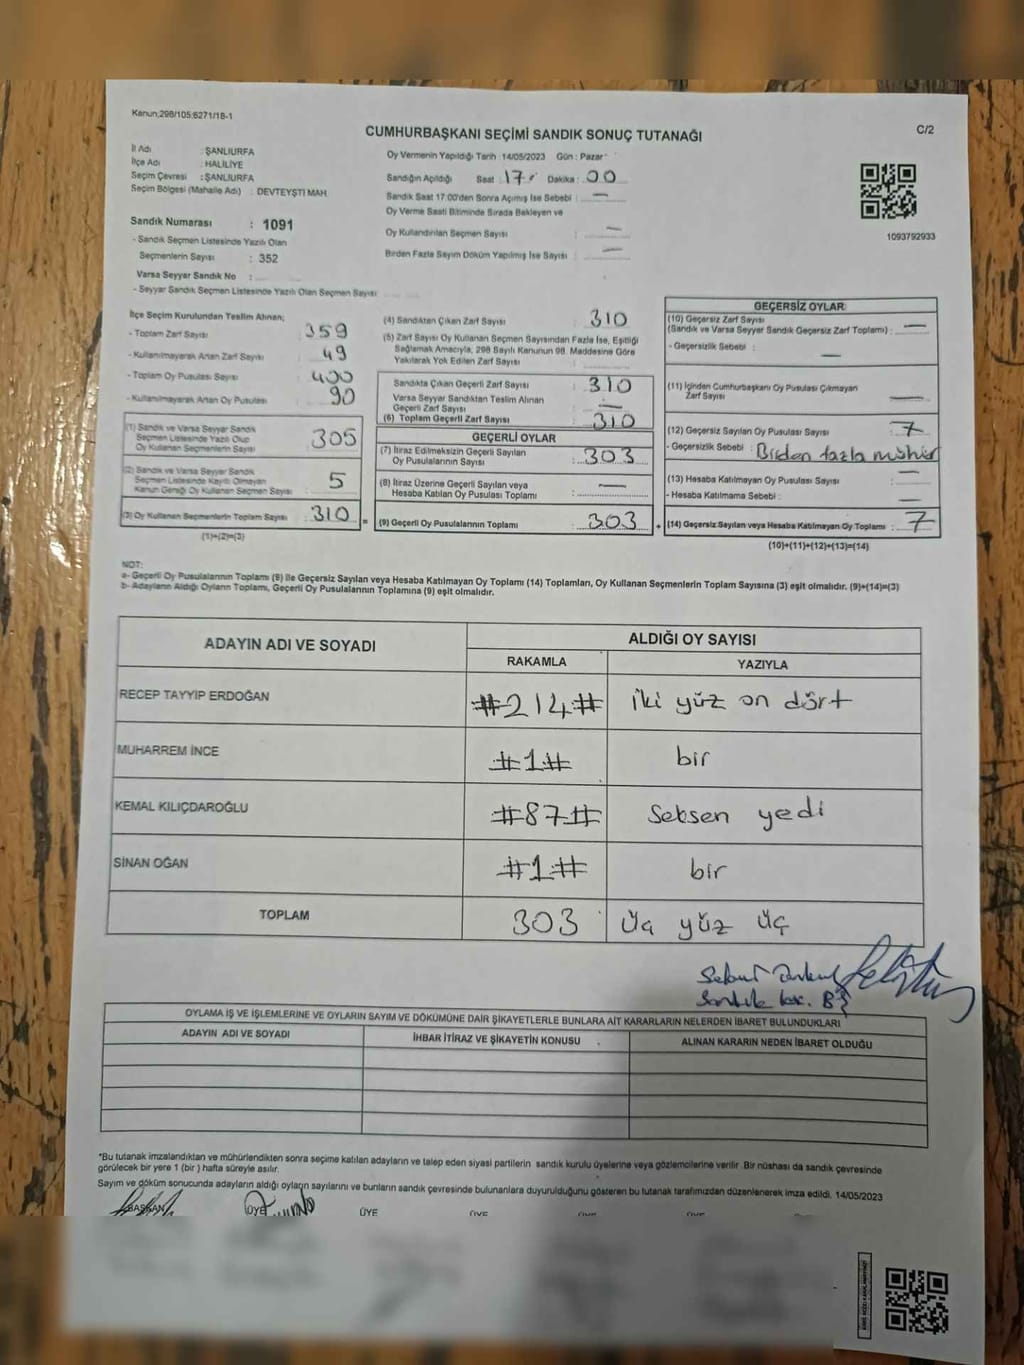 Kanun;298/105;6271/18-1
CUMHURBAŞKANI SEÇİMİ SANDIK SONUÇ TUTANAĞI
C/2
İl Adı : ŞANLIURFA
İlçe Adı : HALİLİYE
Seçim Çevresi : ŞANLIURFA
Seçim Bölgesi (Mahalle Adı) : DEVTEYŞTİ MAH.
Sandık Numarası : 1091
- Sandık Seçmen Listesinde Yazılı Olan
Seçmenlerin Sayısı : 352
Varsa Seyyar Sandık No :
- Seyyar Sandık Seçmen Listesinde Yazılı Olan Seçmen Sayısı
Oy Vermenin Yapıldığı Tarih : 14/05/2023 Gün : Pazar
Sandığın Açıldığı Saat : 17 Dakika : 00
Sandık Saat 17:00'den Sonra Açımış İse Sebebi : —
Oy Verme Saati Bitiminde Sırada Bekleyen ve
Oy Kullandırılan Seçmen Sayısı : —
Birden Fazla Sayım Döküm Yapılmış İse Sayısı : —
1093792933
İlçe Seçim Kurulundan Teslim Alınan;
- Toplam Zarf Sayısı 359
- Kullanılmayarak Artan Zarf Sayısı 49
- Toplam Oy Pusulası Sayısı 400
- Kullanılmayarak Artan Oy Pusulası 90
(1) Sandık ve Varsa Seyyar Sandık
Seçmen Listesinde Yazılı Olup
Oy Kullanan Seçmenlerin Sayısı : 305
(2) Sandık ve Varsa Seyyar Sandık
Seçmen Listesinde Kayıtlı Olmayan
Kanun Gereği Oy Kullanan Seçmen Sayısı : 5
(3) Oy Kullanan Seçmenlerin Toplam Sayısı : 310
(1)+(2)=(3)
(4) Sandıktan Çıkan Zarf Sayısı : 310
(5) Zarf Sayısı Oy Kullanan Seçmen Sayısından Fazla İse, Eşitliği
Sağlamak Amacıyla, 298 Sayılı Kanunun 98. Maddesine Göre
Yakılarak Yok Edilen Zarf Sayısı :
Sandıkta Çıkan Geçerli Zarf Sayısı : 310
Varsa Seyyar Sandıktan Teslim Alınan
Geçerli Zarf Sayısı : —
(6) Toplam Geçerli Zarf Sayısı : 310
GEÇERLİ OYLAR
(7) İtiraz Edilmeksizin Geçerli Sayılan
Oy Pusulalarının Sayısı : 303
(8) İtiraz Üzerine Geçerli Sayılan veya
Hesaba Katılan Oy Pusulası Toplamı : —
= (9) Geçerli Oy Pusulalarının Toplamı : 303
GEÇERSİZ OYLAR
(10) Geçersiz Zarf Sayısı
(Sandık ve Varsa Seyyar Sandık Geçersiz Zarf Toplamı) : —
- Geçersizlik Sebebi : —
(11) İçinden Cumhurbaşkanı Oy Pusulası Çıkmayan
Zarf Sayısı : —
(12) Geçersiz Sayılan Oy Pusulası Sayısı : 7
- Geçersizlik Sebebi : Birden fazla mühür
(13) Hesaba Katılmayan Oy Pusulası Sayısı : —
- Hesaba Katılmama Sebebi : —
+ (14) Geçersiz Sayılan veya Hesaba Katılmayan Oy Toplamı : 7
(10)+(11)+(12)+(13)=(14)
NOT:
a- Geçerli Oy Pusulalarının Toplamı (9) ile Geçersiz Sayılan veya Hesaba Katılmayan Oy Toplamı (14) Toplamları, Oy Kullanan Seçmenlerin Toplam Sayısına (3) eşit olmalıdır. (9)+(14)=(3)
b- Adayların Aldığı Oyların Toplamı, Geçerli Oy Pusulalarının Toplamına (9) eşit olmalıdır.
ADAYIN ADI VE SOYADI
ALDIĞI OY SAYISI
RAKAMLA YAZIYLA
RECEP TAYYİP ERDOĞAN #214# iki yüz on dört
MUHARREM İNCE #1# bir
KEMAL KILIÇDAROĞLU #87# Seksen yedi
SİNAN OĞAN #1# bir
TOPLAM 303 Üç yüz üç
OYLAMA İŞ VE İŞLEMLERİNE VE OYLARIN SAYIM VE DÖKÜMÜNE DAİR ŞİKAYETLERLE BUNLARA AİT KARARLARIN NELERDEN İBARET BULUNDUKLARI
ADAYIN ADI VE SOYADI İHBAR İTİRAZ VE ŞİKAYETİN KONUSU ALINAN KARARIN NEDEN İBARET OLDUĞU
*Bu tutanak imzalandıktan ve mühürlendikten sonra seçime katılan adayların ve talep eden siyasi partilerin sandık kurulu üyelerine veya gözlemcilerine verilir. Bir nüshası da sandık çevresinde
görülecek bir yere 1 (bir) hafta süreyle asılır.
Sayım ve döküm sonucunda adayların aldığı oyların sayılarını ve bunların sandık çevresinde bulunanlara duyurulduğunu gösteren bu tutanak tarafımızdan düzenlenerek imza edildi. 14/05/2023
BAŞKAN ÜYE ÜYE ÜYE ÜYE ÜYE